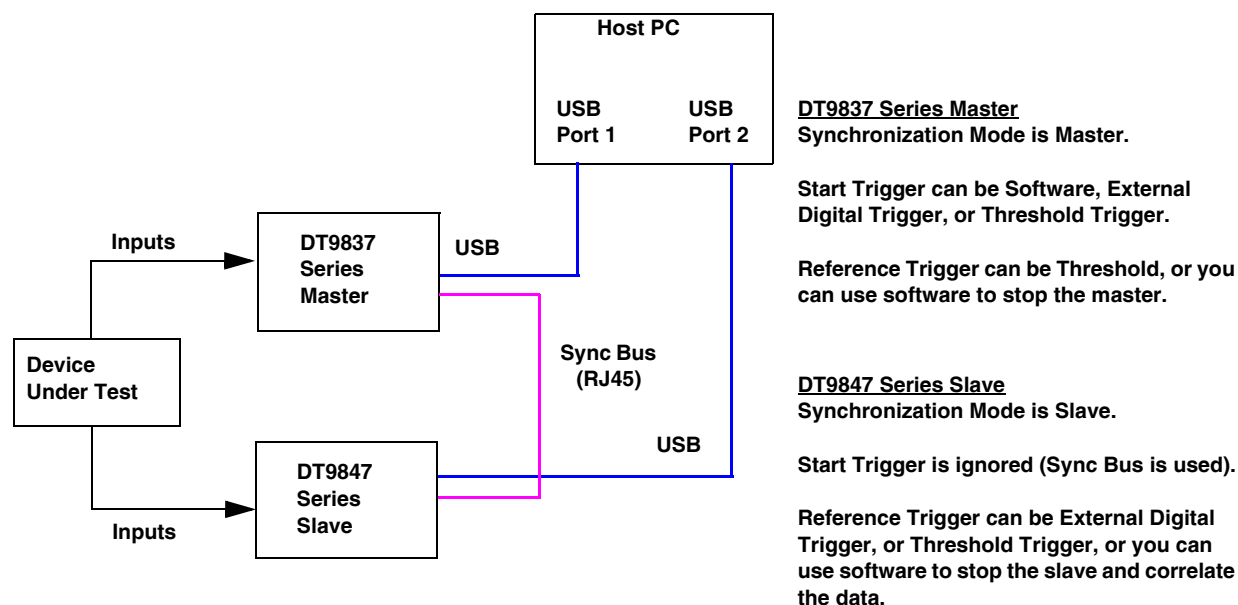 Host PC
USB
Port 1
USB
Port 2
DT9837
Series
Master
USB
Inputs
Device
Under Test
Sync Bus
(RJ45)
USB
DT9847
Series
Slave
Inputs
DT9837 Series Master
Synchronization Mode is Master.
Start Trigger can be Software, External
Digital Trigger, or Threshold Trigger.
Reference Trigger can be Threshold, or you
can use software to stop the master.
DT9847 Series Slave
Synchronization Mode is Slave.
Start Trigger is ignored (Sync Bus is used).
Reference Trigger can be External Digital
Trigger, or Threshold Trigger, or you can
use software to stop the slave and correlate
the data.